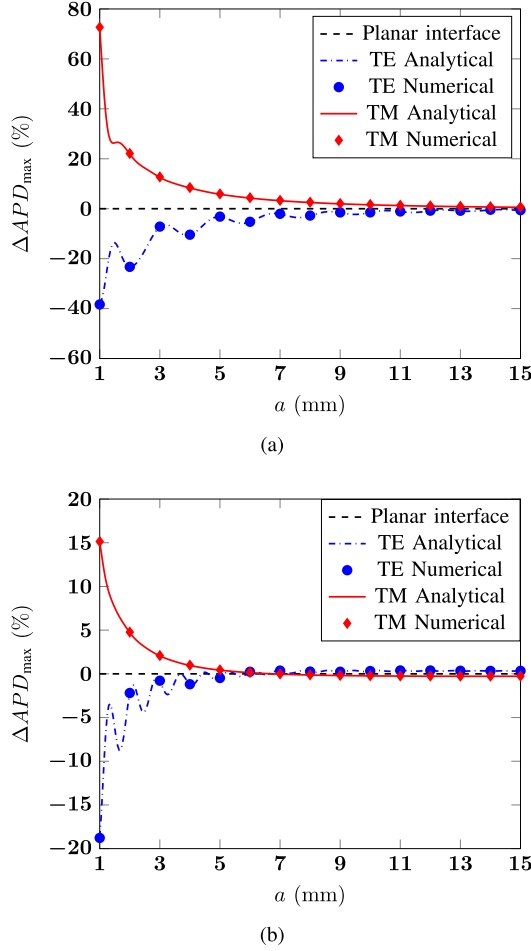 80
60
40
20
0
−20
−40
−60
ΔAPD_max (%)
Planar interface
TE Analytical
TE Numerical
TM Analytical
TM Numerical
1 3 5 7 9 11 13 15
a (mm)
(a)
20
15
10
5
0
−5
−10
−15
−20
ΔAPD_max (%)
Planar interface
TE Analytical
TE Numerical
TM Analytical
TM Numerical
1 3 5 7 9 11 13 15
a (mm)
(b)